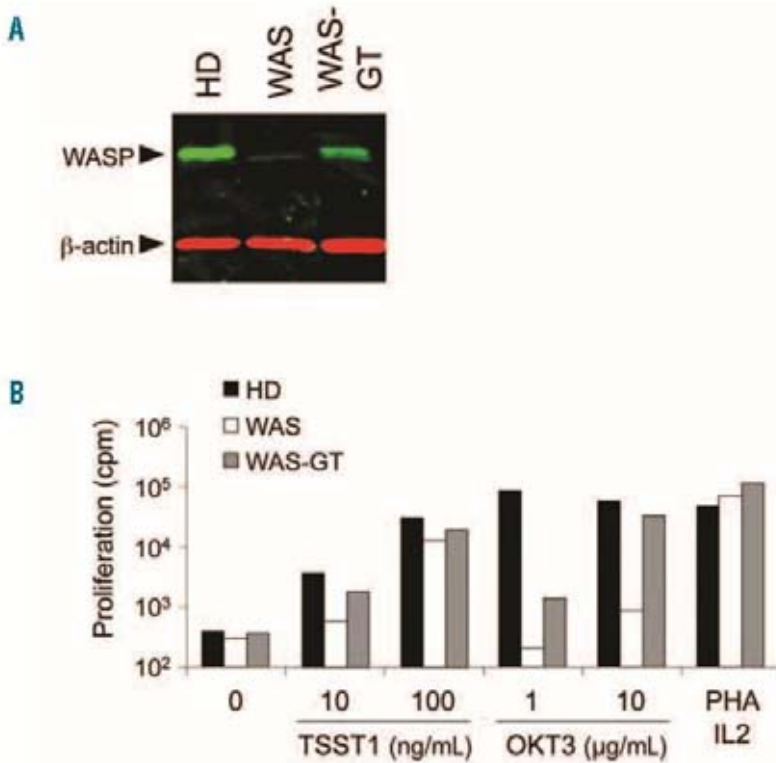 A
HD
WAS
WAS-
GT
WASP
β-actin
B
HD
WAS
WAS-GT
Proliferation (cpm)
10⁶
10⁵
10⁴
10³
10²
0 10 100 1 10 PHA
IL2
TSST1 (ng/mL) OKT3 (µg/mL)